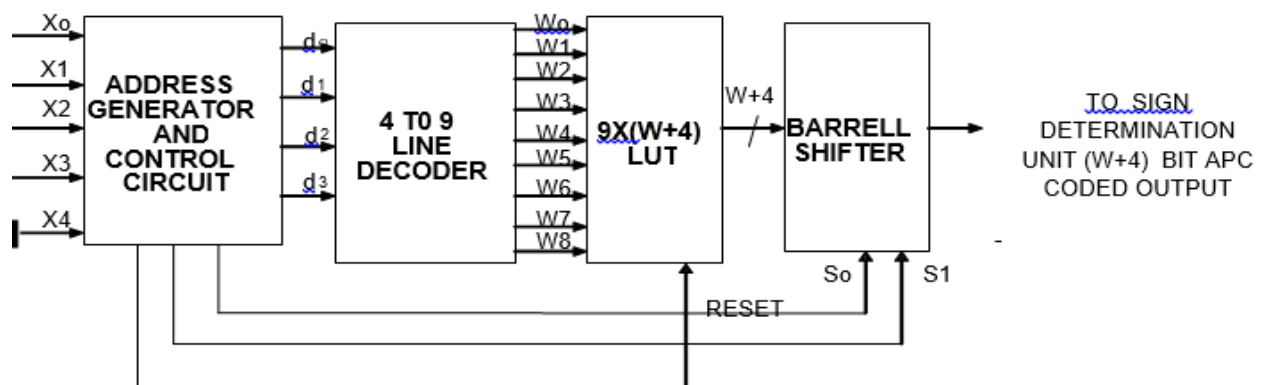 Xo
X1
X2
X3
X4
ADDRESS
GENERATOR
AND
CONTROL
CIRCUIT
do
d1
d2
d3
4 T0 9
LINE
DECODER
Wo
W1
W2
W3
W4
W5
W6
W7
W8
9X(W+4)
LUT
W+4
BARRELL
SHIFTER
So
S1
RESET
TO SIGN
DETERMINATION
UNIT (W+4) BIT APC
CODED OUTPUT
-